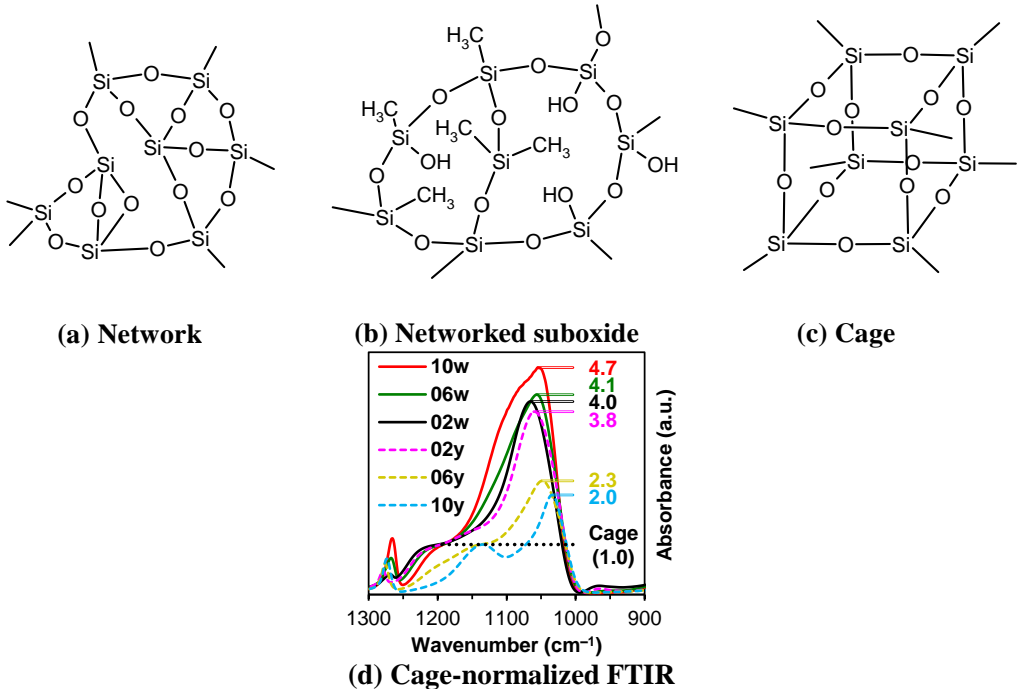 Si O Si
O O O O
Si O Si
Si
O O O O O
Si
O Si O Si
O
H₃C
Si O Si
H₃C O O HO O
Si H₃C Si
OH Si CH₃ OH
O
CH₃ O HO O
Si
O Si O Si
Si O Si
O O
O O
Si O Si
Si O Si
O O O O
Si O Si
(a) Network
(b) Networked suboxide
(c) Cage
10w
06w
02w
02y
06y
10y
4.7
4.1
4.0
3.8
2.3
2.0
Cage
(1.0)
Absorbance (a.u.)
1300 1200 1100 1000 900
Wavenumber (cm⁻¹)
(d) Cage-normalized FTIR